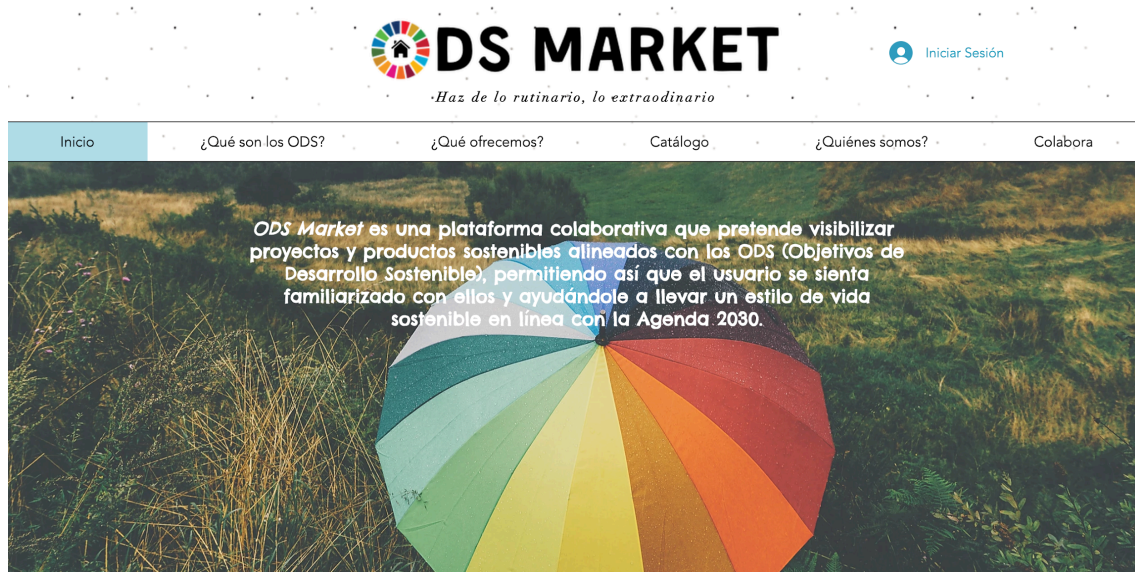 ODS MARKET
Haz de lo rutinario, lo extraodinario
Iniciar Sesión
Inicio
¿Qué son los ODS?
¿Qué ofrecemos?
Catálogo
¿Quiénes somos?
Colabora
ODS Market es una plataforma colaborativa que pretende visibilizar
proyectos y productos sostenibles alineados con los ODS (Objetivos de
Desarrollo Sostenible), permitiendo así que el usuario se sienta
familiarizado con ellos y ayudándole a llevar un estilo de vida
sostenible en línea con la Agenda 2030.